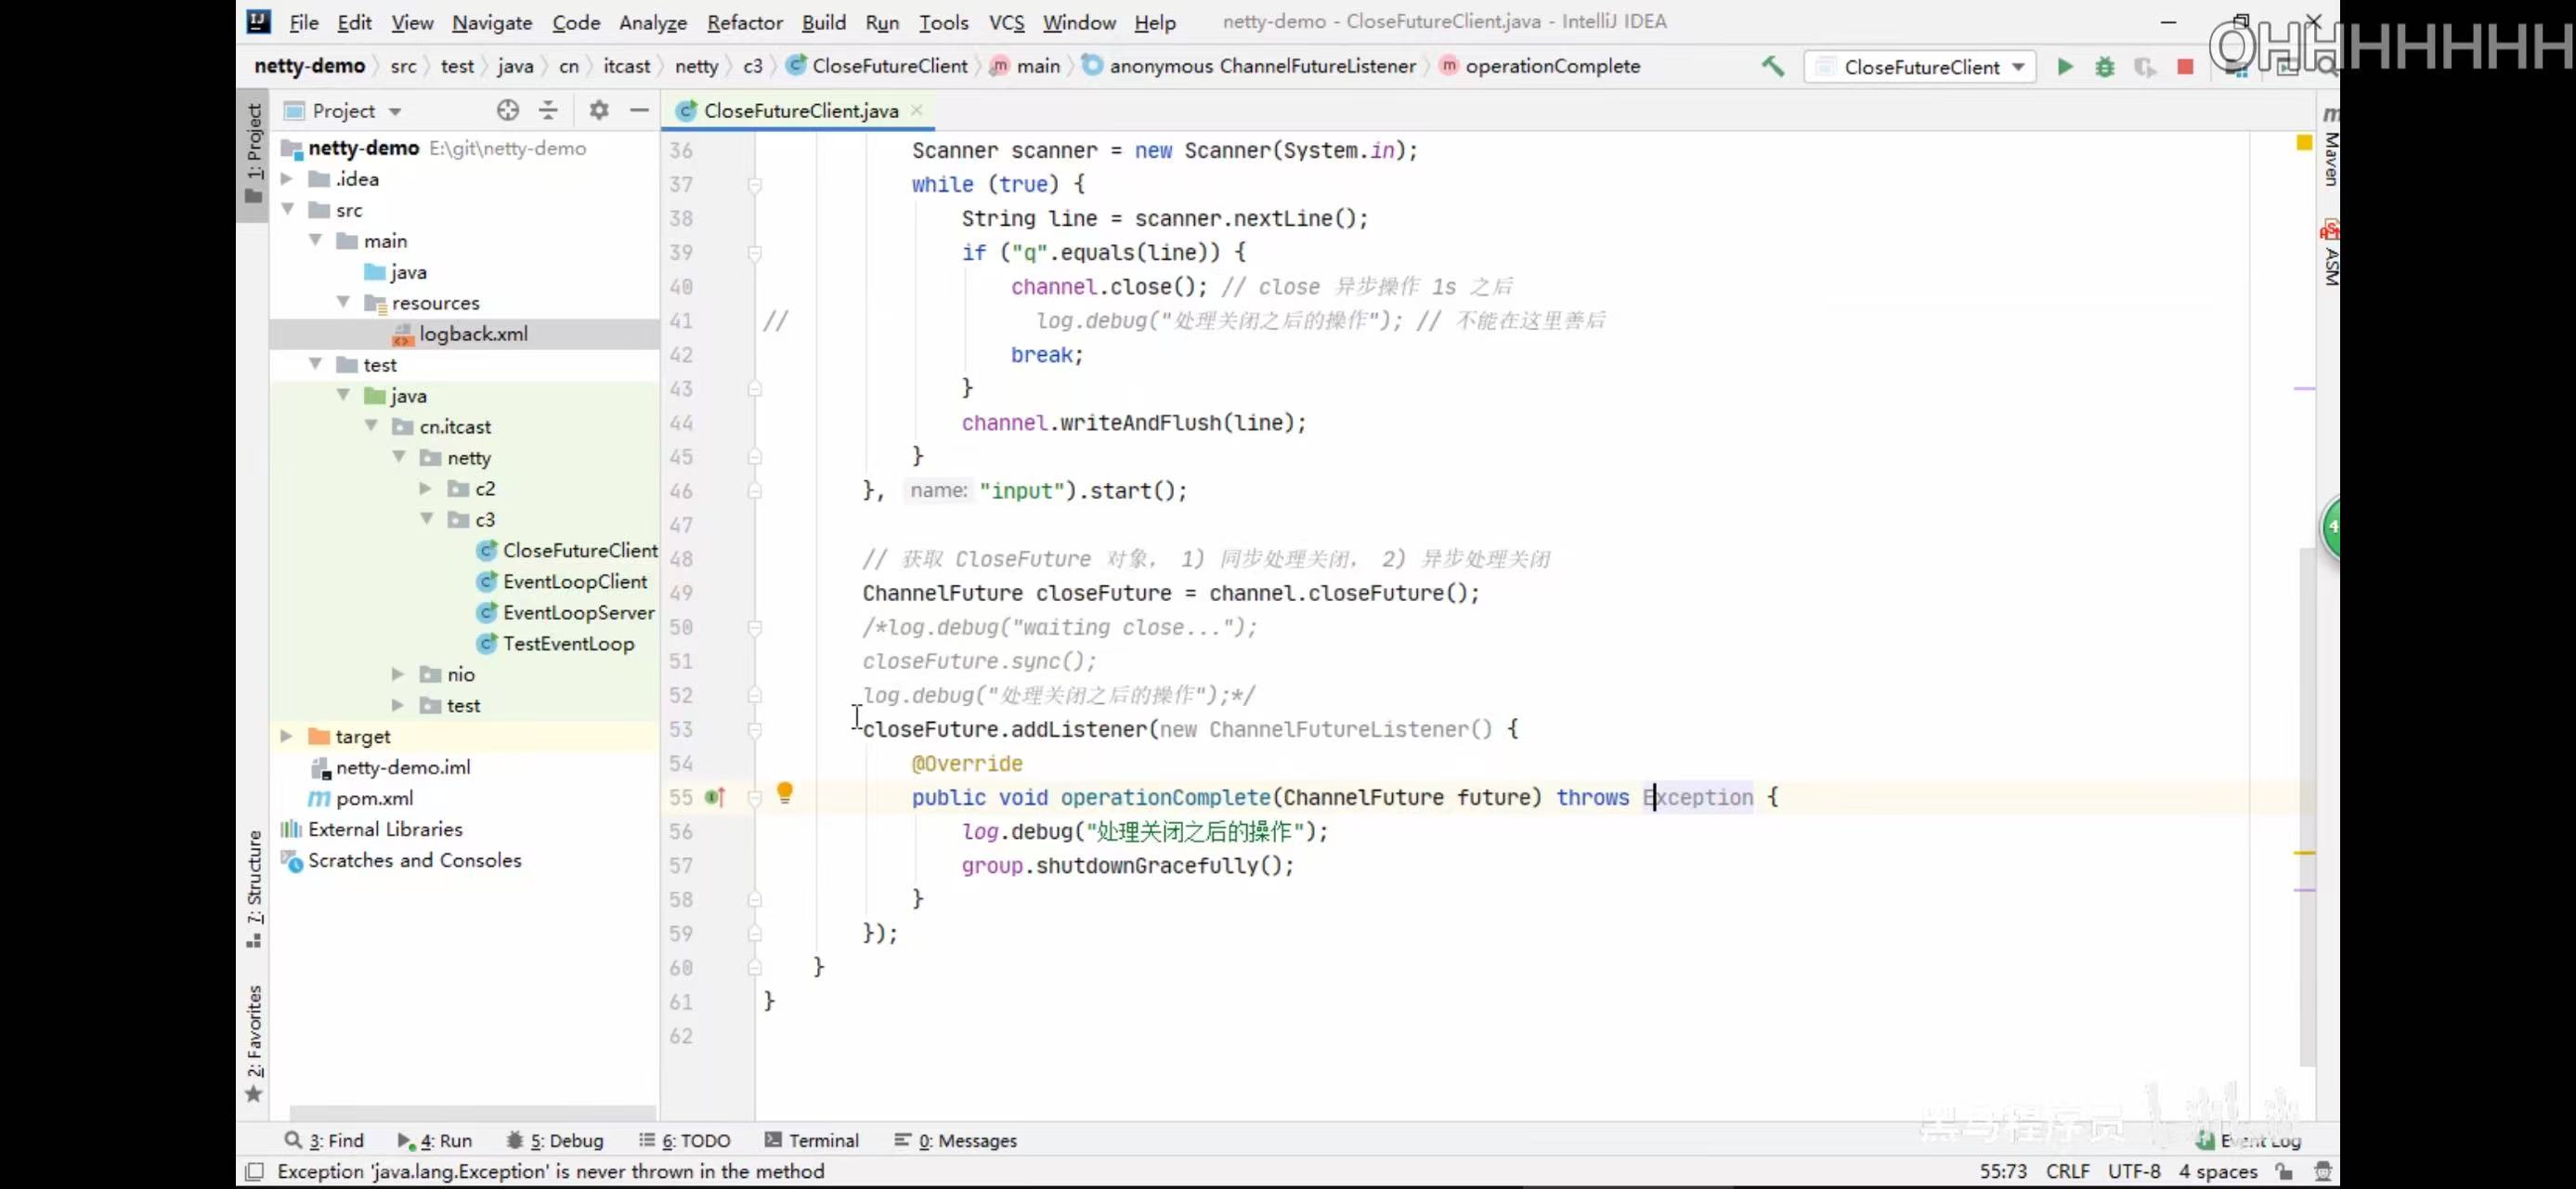 File Edit View Navigate Code Analyze Refactor Build Run Tools VCS Window Help netty-demo - CloseFutureClient.java - IntelliJ IDEA
OHHHHHHHH
netty-demo src test java cn itcast netty c3 CloseFutureClient main anonymous ChannelFutureListener operationComplete CloseFutureClient
1: Project
Project
CloseFutureClient.java
netty-demo E:\git\netty-demo
.idea
src
main
java
resources
logback.xml
test
java
cn.itcast
netty
c2
c3
CloseFutureClient
EventLoopClient
EventLoopServer
TestEventLoop
nio
test
target
netty-demo.iml
pom.xml
External Libraries
Scratches and Consoles
7: Structure
2: Favorites
36 Scanner scanner = new Scanner(System.in);
37 while (true) {
38 String line = scanner.nextLine();
39 if ("q".equals(line)) {
40 channel.close(); // close 异步操作 1s 之后
41 // log.debug("处理关闭之后的操作"); // 不能在这里善后
42 break;
43 }
44 channel.writeAndFlush(line);
45 }
46 }, name: "input").start();
47
48 // 获取 CloseFuture 对象， 1) 同步处理关闭， 2) 异步处理关闭
49 ChannelFuture closeFuture = channel.closeFuture();
50 /*log.debug("waiting close...");
51 closeFuture.sync();
52 log.debug("处理关闭之后的操作");*/
53 closeFuture.addListener(new ChannelFutureListener() {
54 @Override
55 public void operationComplete(ChannelFuture future) throws Exception {
56 log.debug("处理关闭之后的操作");
57 group.shutdownGracefully();
58 }
59 });
60 }
61 }
62
m
Maven
ASM
4
黑马程序员
3: Find 4: Run 5: Debug 6: TODO Terminal 0: Messages Event Log
Exception 'java.lang.Exception' is never thrown in the method 55:73 CRLF UTF-8 4 spaces